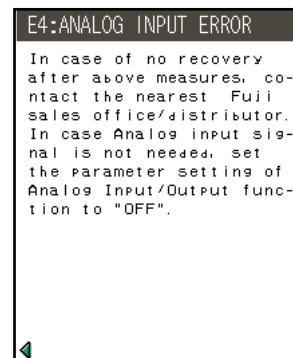 E4:ANALOG INPUT ERROR
In case of no recovery
after above measures, co-
ntact the nearest Fuji
sales office/distributor.
In case Analog input sig-
nal is not needed, set
the parameter setting of
Analog Input/Output func-
tion to "OFF".